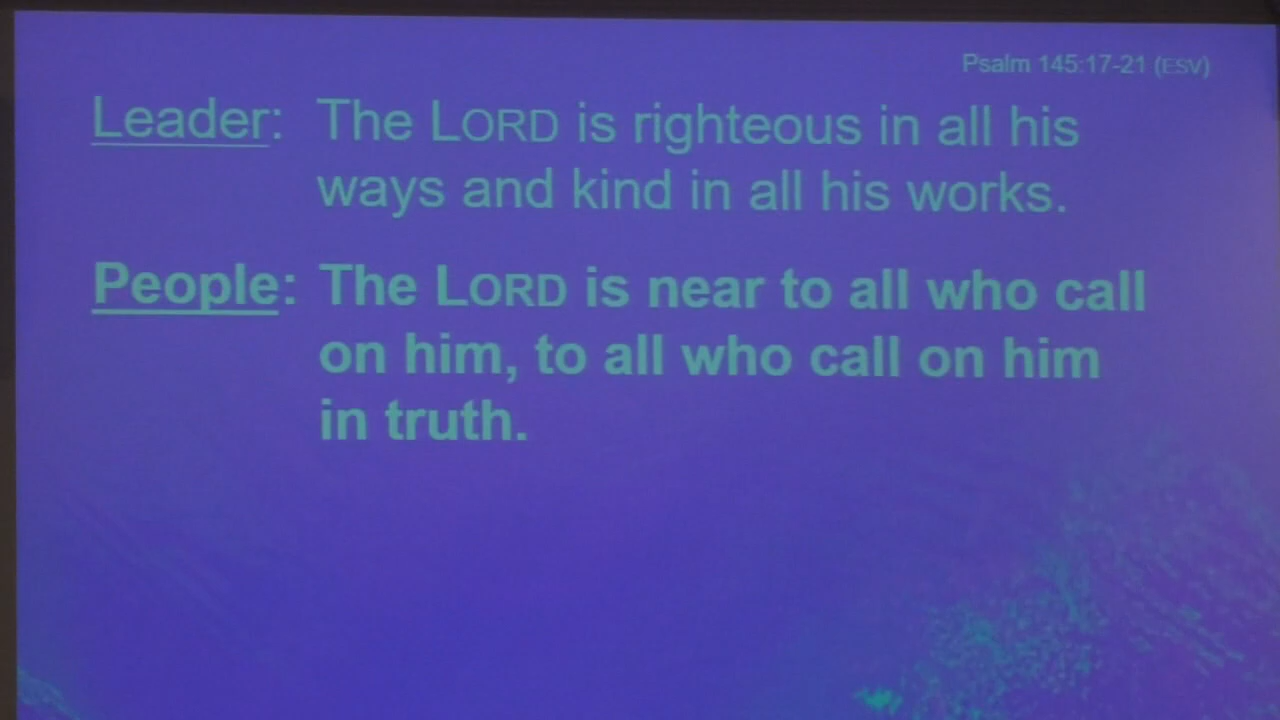 Psalm 145:17-21 (ESV)
Leader: The LORD is righteous in all his
ways and kind in all his works.
People: The LORD is near to all who call
on him, to all who call on him
in truth.